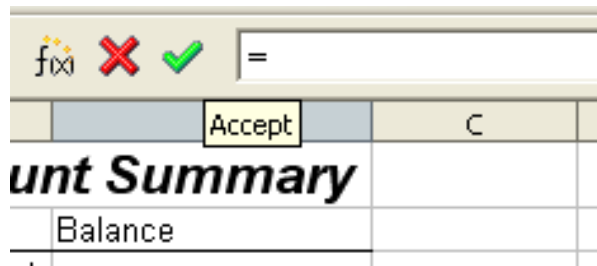 f(x) =
Accept
C
unt Summary
Balance